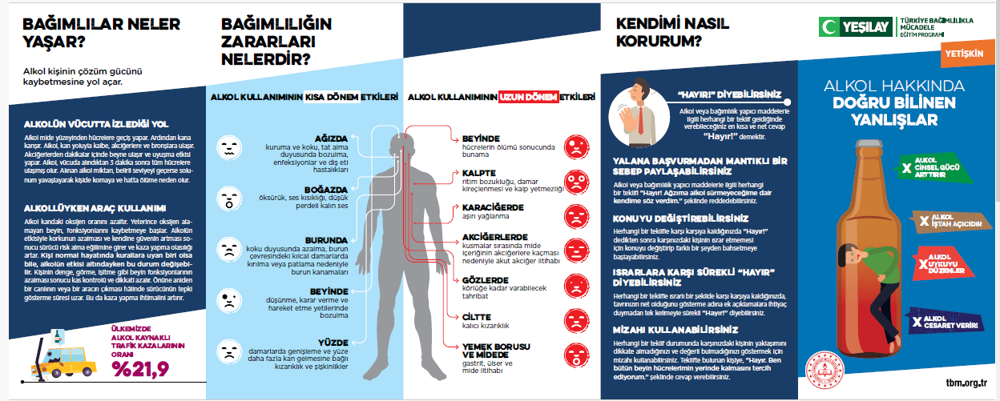 BAĞIMLILAR NELER
YAŞAR?
Alkol kişinin çözüm gücünü
kaybetmesine yol açar.
ALKOLÜN VÜCUTTA İZLEDİĞİ YOL
Alkol mide yüzeyinden hücrelere geçiş yapar. Ardından kana
karışır. Alkol, kan yoluyla kalbe, akciğerlere ve bronşlara ulaşır.
Akciğerlerden dakikalar içinde beyne ulaşır ve uyuşma etkisi
yapar. Alkol, vücuda alındıktan 3 dakika sonra tüm hücrelere
ulaşmış olur. Alınan alkol miktarı, belirli seviyeyi geçerse solu-
num yavaşlayarak kişide komaya ve hatta ölüme neden olur.
ALKOLLÜYKEN ARAÇ KULLANIMI
Alkol kandaki oksijen oranını azaltır. Yeterince oksijen ala-
mayan beyin, fonksiyonlarını kaybetmeye başlar. Alkolün
etkisiyle korkunun azalması ve kendine güvenin artması so-
nucu sürücü risk alma eğilimine girer ve kaza yapma olasılığı
artar. Kişi normal hayatında kurallara uyan biri olsa
bile, alkolün etkisi altındayken bu durum değişebi-
lir. Kişinin denge, görme, işitme gibi beyin fonksiyonlarının
azalması sonucu kas kontrolü ve dikkati azalır. Önüne aniden
bir canlının veya bir aracın çıkması hâlinde sürücünün tepki
gösterme süresi uzar. Bu da kaza yapma ihtimalini artırır.
ÜLKEMİZDE
ALKOL KAYNAKLI
TRAFİK KAZALARININ
ORANI
%21,9
BAĞIMLILIĞIN
ZARARLARI
NELERDİR?
ALKOL KULLANIMININ KISA DÖNEM ETKİLERİ
AĞIZDA
kuruma ve koku, tat alma
duyusunda bozulma,
enfeksiyonlar ve diş eti
hastalıkları
BOĞAZDA
öksürük, ses kısıklığı, düşük
perdeli kalın ses
BURUNDA
koku duyusunda azalma, burun
çevresindeki kılcal damarlarda
kırılma veya patlama nedeniyle
burun kanamaları
BEYİNDE
düşünme, karar verme ve
hareket etme yetilerinde
bozulma
YÜZDE
damarlarda genişleme ve yüze
daha fazla kan gelmesine bağlı
kızarıklık ve şişkinlikler
ALKOL KULLANIMININ UZUN DÖNEM ETKİLERİ
BEYİNDE
hücrelerin ölümü sonucunda
bunama
KALPTE
ritim bozukluğu, damar
kireçlenmesi ve kalp yetmezliği
KARACİĞERDE
aşırı yağlanma
AKCİĞERLERDE
kusmalar sırasında mide
içeriğinin akciğerlere kaçması
nedeniyle akut akciğer iltihabı
GÖZLERDE
körlüğe kadar varabilecek
tahribat
CİLTTE
kalıcı kızarıklık
YEMEK BORUSU
VE MİDEDE
gastrit, ülser ve
mide iltihabı
KENDİMİ NASIL
KORURUM?
"HAYIR!" DİYEBİLİRSİNİZ
Alkol veya bağımlılık yapıcı maddelerle
ilgili herhangi bir teklif geldiğinde
verebileceğiniz en kısa ve net cevap
"Hayır!" demektir.
YALANA BAŞVURMADAN MANTIKLI BİR
SEBEP PAYLAŞABİLİRSİNİZ
Alkol veya bağımlılık yapıcı maddelerle ilgili herhangi
bir teklifi "Hayır! Ağzıma alkol sürmeyeceğime dair
kendime söz verdim." şeklinde reddedebilirsiniz.
KONUYU DEĞİŞTİREBİLİRSİNİZ
Herhangi bir teklifle karşı karşıya kaldığınızda "Hayır!"
dedikten sonra karşınızdaki kişinin ısrar etmemesi
için konuyu değiştirip farklı bir şeyden bahsetmeye
başlayabilirsiniz.
ISRARLARA KARŞI SÜREKLİ "HAYIR"
DİYEBİLİRSİNİZ
Herhangi bir teklifle ısrarlı bir şekilde karşı karşıya kaldığınızda,
tavrınızın net olduğunu gösterme adına ek açıklamalara ihtiyaç
duymadan tek kelimeyle sürekli "Hayır!" diyebilirsiniz.
MİZAHI KULLANABİLİRSİNİZ
Herhangi bir teklif durumunda karşınızdaki kişinin yaklaşımını
dikkate almadığınızı ve değerli bulmadığınızı göstermek için
mizahı kullanabilirsiniz. Teklifte bulunan kişiye, "Hayır. Ben
bütün beyin hücrelerimin yerinde kalmasını tercih
ediyorum." şeklinde cevap verebilirsiniz.
YEŞİLAY
TÜRKİYE BAĞIMLILIKLA
MÜCADELE
EĞİTİM PROGRAMI
YETİŞKİN
ALKOL HAKKINDA
DOĞRU BİLİNEN
YANLIŞLAR
X ALKOL
CİNSEL GÜCÜ
ARTTIRIR
X ALKOL
İŞTAH AÇICIDIR
X ALKOL
UYKUYU
DÜZENLER
X ALKOL
CESARET VERİR!
tbm.org.tr